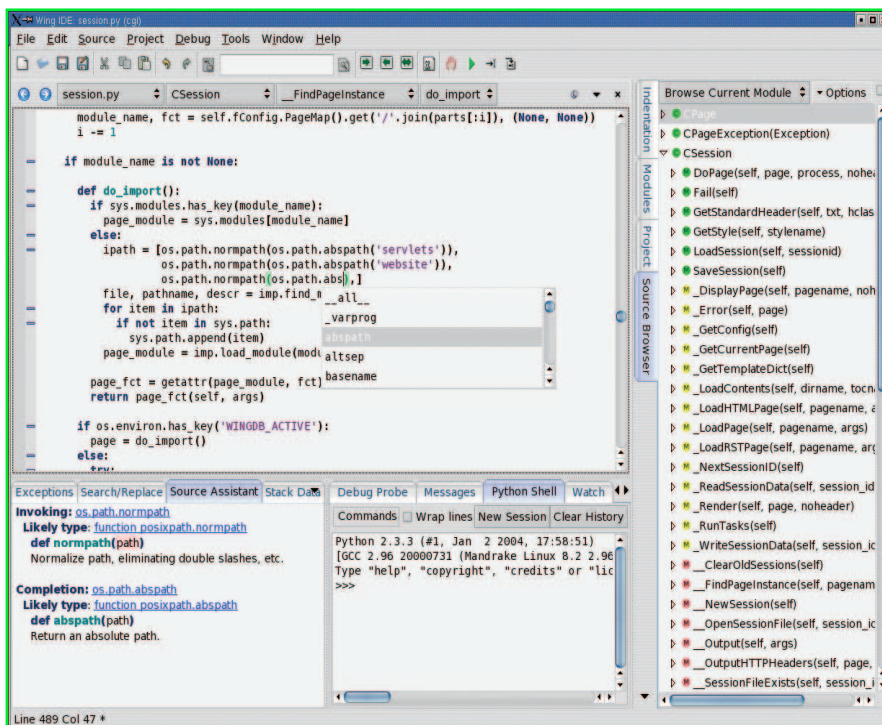 Wing IDE: session.py (cgi)
File Edit Source Project Debug Tools Window Help
session.py CSession __FindPageInstance do_import
module_name, fct = self.fConfig.PageMap().get('/'.join(parts[:i]), (None, None))
i -= 1
if module_name is not None:
def do_import():
if sys.modules.has_key(module_name):
page_module = sys.modules[module_name]
else:
ipath = [os.path.normpath(os.path.abspath('servlets')),
os.path.normpath(os.path.abspath('website')),
os.path.normpath(os.path.abs),]
file, pathname, descr = imp.find_m
for item in ipath:
if not item in sys.path:
sys.path.append(item)
page_module = imp.load_module(modu
page_fct = getattr(page_module, fct)
return page_fct(self, args)
if os.environ.has_key('WINGDB_ACTIVE'):
page = do_import()
else:
try:
__all__
_varprog
abspath
altsep
basename
Indentation
Modules
Project
Source Browser
Browse Current Module Options
CPage
CPageException(Exception)
CSession
DoPage(self, page, process, nohea
Fail(self)
GetStandardHeader(self, txt, hclas
GetStyle(self, stylename)
LoadSession(self, sessionid)
SaveSession(self)
_DisplayPage(self, pagename, noh
_Error(self, page)
_GetConfig(self)
_GetCurrentPage(self)
_GetTemplateDict(self)
_LoadContents(self, dirname, tocn
_LoadHTMLPage(self, pagename, a
_LoadPage(self, pagename, args)
_LoadRSTPage(self, pagename, arg
_NextSessionID(self)
_ReadSessionData(self, session_id
_Render(self, page, noheader)
_RunTasks(self)
_WriteSessionData(self, session_id
__ClearOldSessions(self)
__FindPageInstance(self, pagenam
__NewSession(self)
__OpenSessionFile(self, session_id
__Output(self, args)
__OutputHTTPHeaders(self, page,
__SessionFileExists(self, session_i
Exceptions Search/Replace Source Assistant Stack Data
Invoking: os.path.normpath
Likely type: function posixpath.normpath
def normpath(path)
Normalize path, eliminating double slashes, etc.
Completion: os.path.abspath
Likely type: function posixpath.abspath
def abspath(path)
Return an absolute path.
Debug Probe Messages Python Shell Watch
Commands Wrap lines New Session Clear History
Python 2.3.3 (#1, Jan 2 2004, 17:58:51)
[GCC 2.96 20000731 (Mandrake Linux 8.2 2.96
Type "help", "copyright", "credits" or "lic
>>>
Line 489 Col 47 *